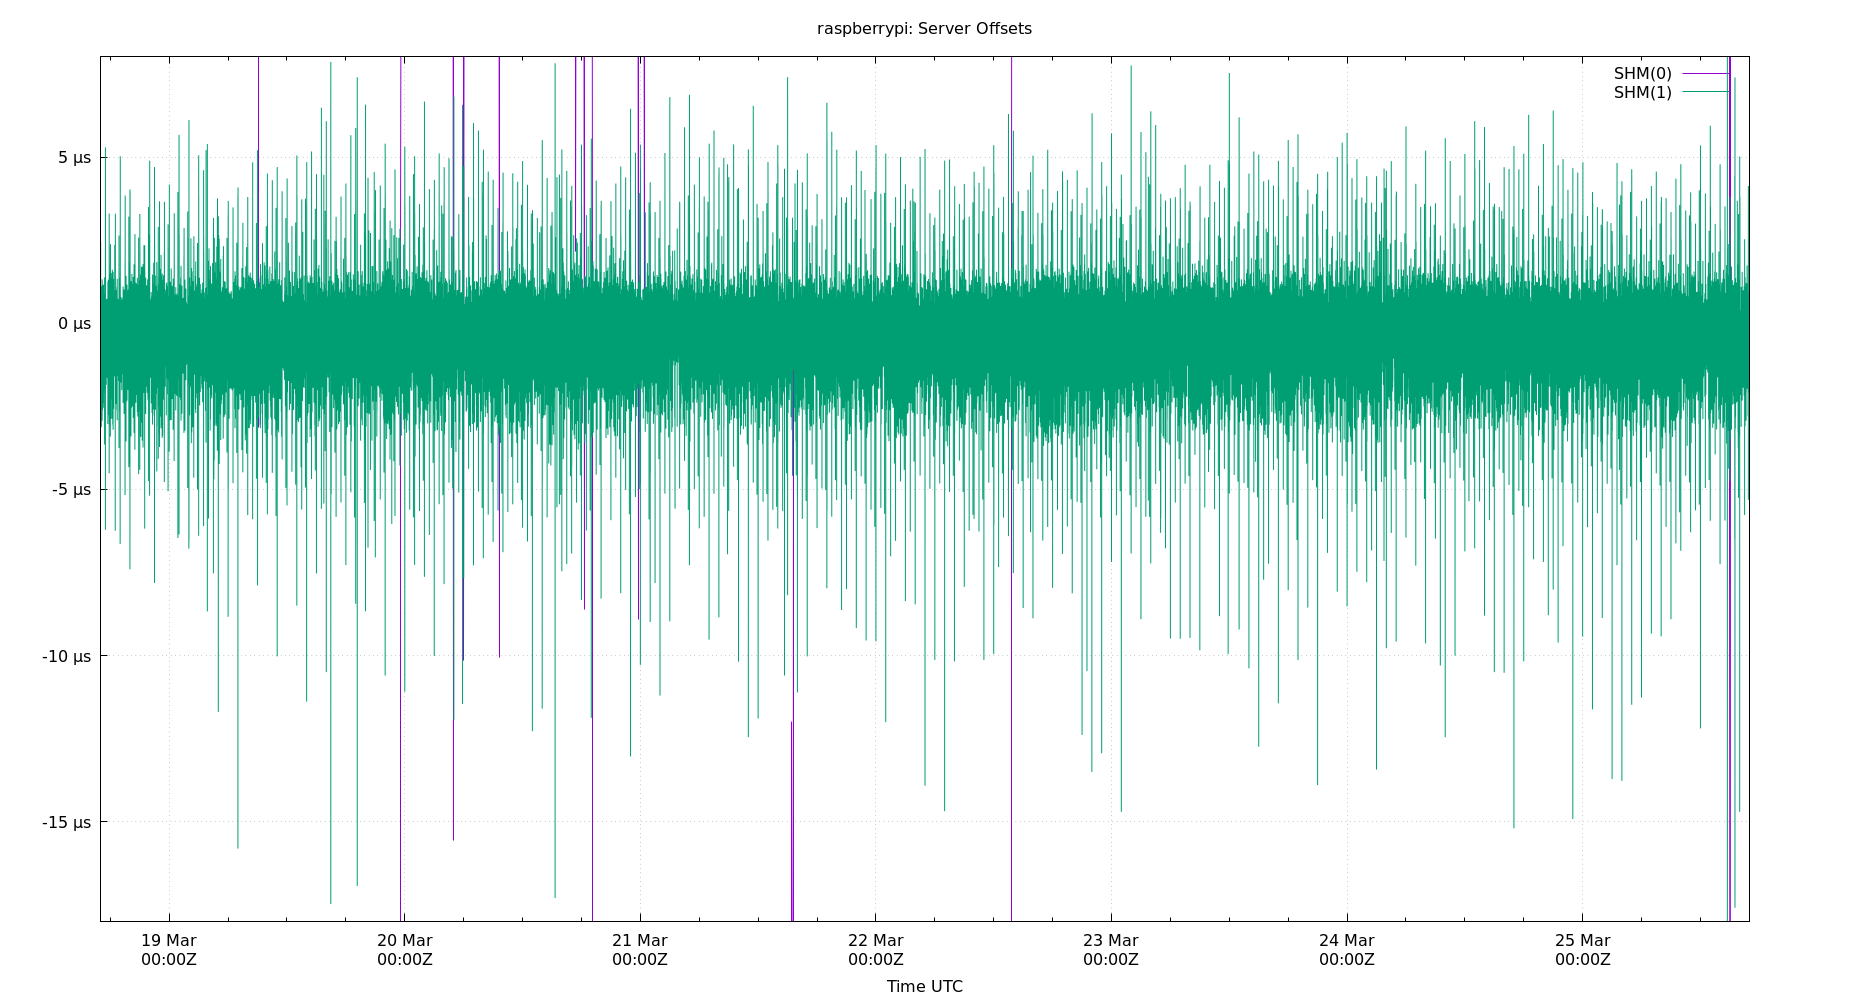 raspberrypi: Server Offsets
SHM(0)
SHM(1)
5 µs
0 µs
-5 µs
-10 µs
-15 µs
19 Mar 20 Mar 21 Mar 22 Mar 23 Mar 24 Mar 25 Mar
00:00Z 00:00Z 00:00Z 00:00Z 00:00Z 00:00Z 00:00Z
Time UTC